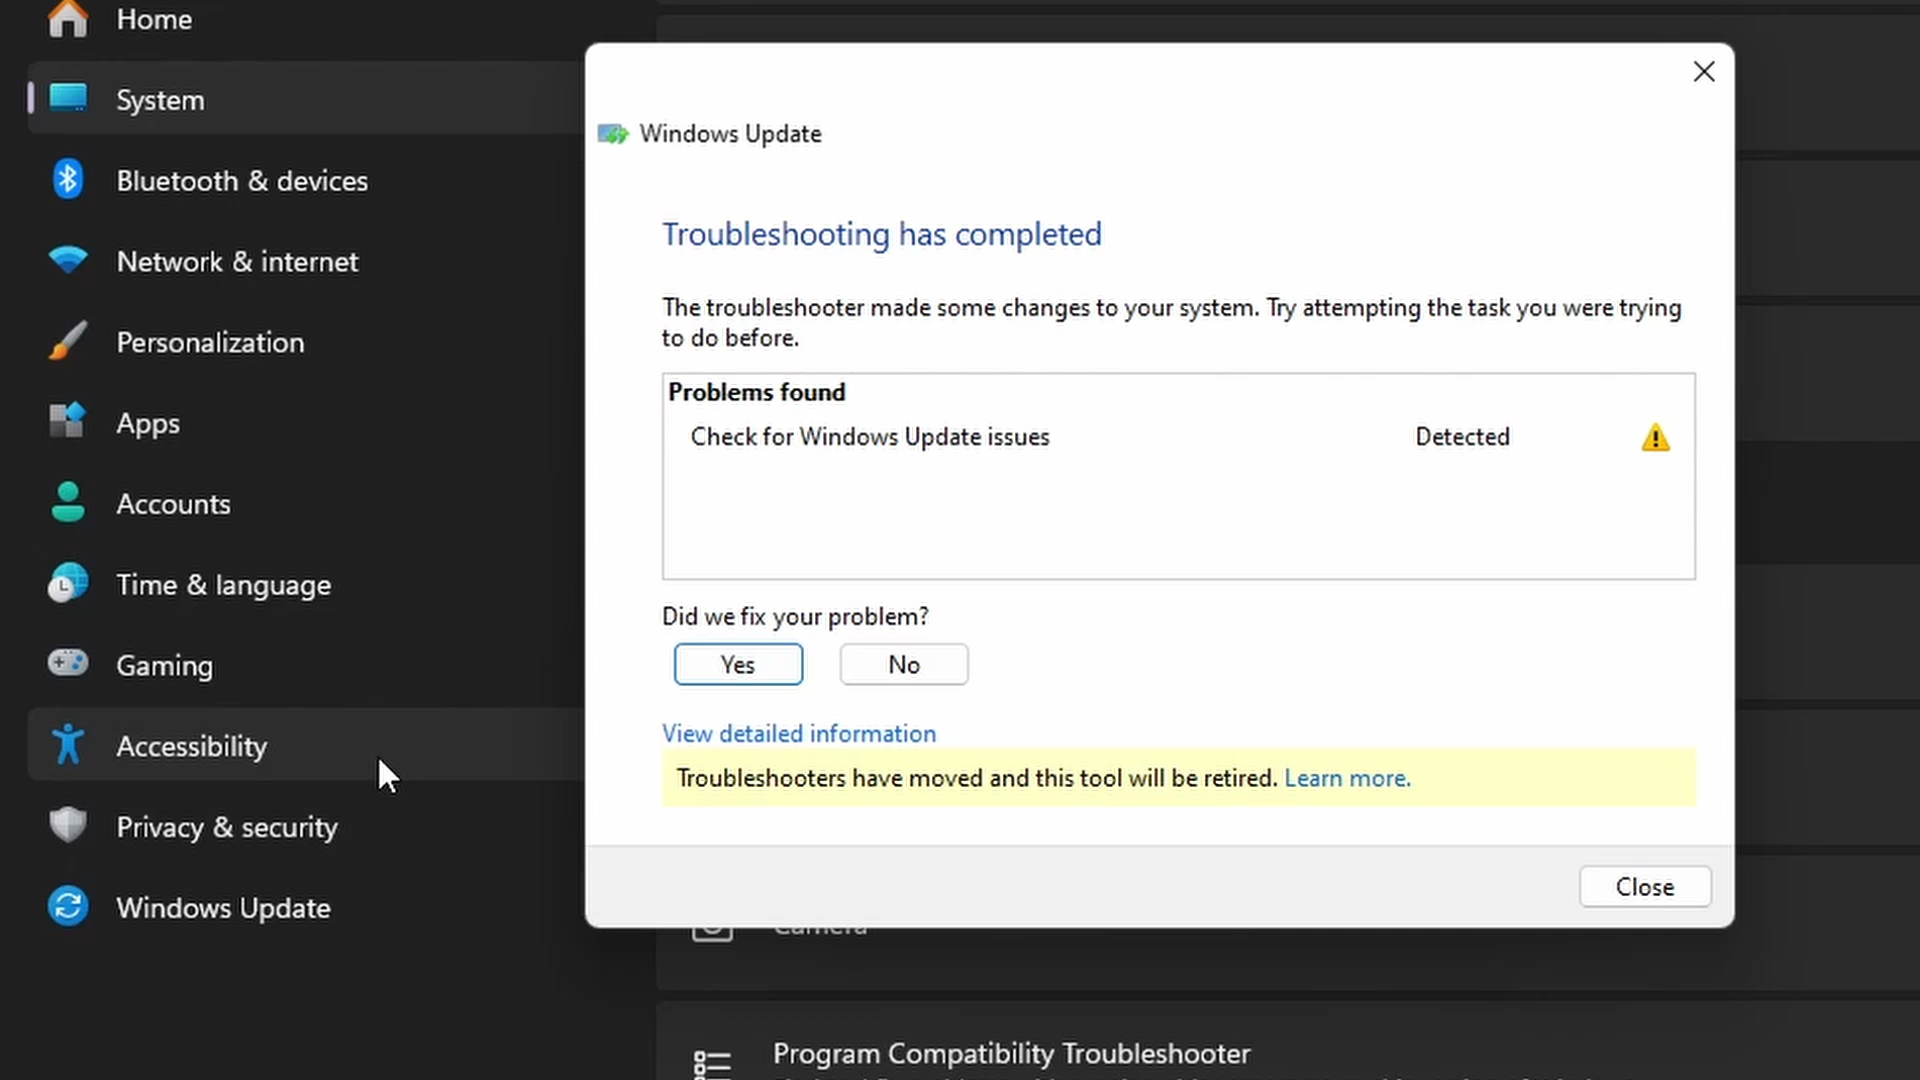 Home
System
Bluetooth & devices
Network & internet
Personalization
Apps
Accounts
Time & language
Gaming
Accessibility
Privacy & security
Windows Update
Windows Update
Troubleshooting has completed
The troubleshooter made some changes to your system. Try attempting the task you were trying
to do before.
Problems found
Check for Windows Update issues Detected
Did we fix your problem?
Yes No
View detailed information
Troubleshooters have moved and this tool will be retired. Learn more.
Close
Camera
Program Compatibility Troubleshooter